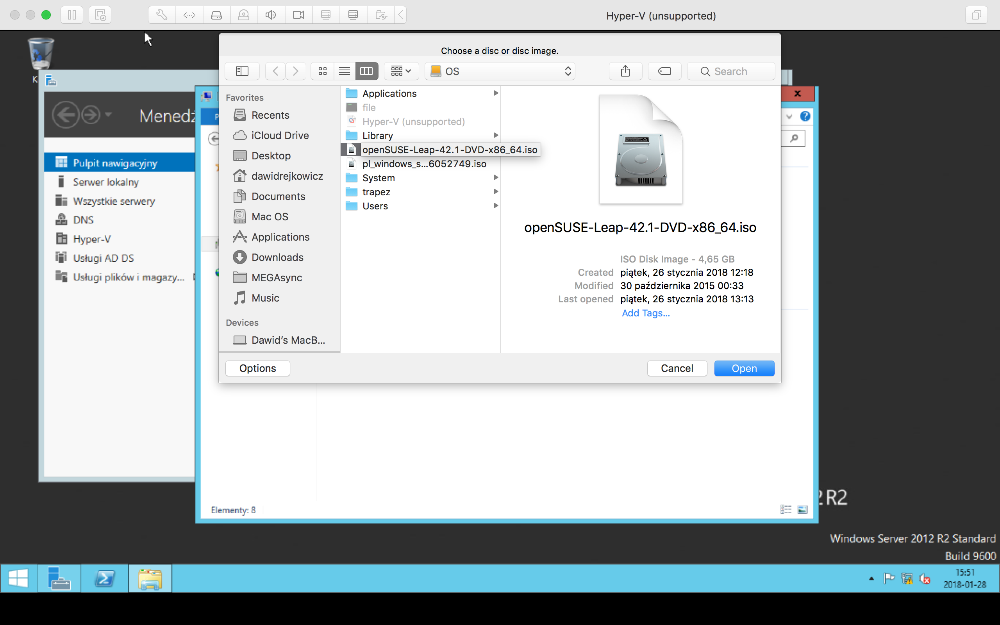 Hyper-V (unsupported)
Choose a disc or disc image.
OS
Search
Favorites
Recents
iCloud Drive
Desktop
dawidrejkowicz
Documents
Mac OS
Applications
Downloads
MEGAsync
Music
Devices
Dawid's MacB...
Applications
file
Hyper-V (unsupported)
Library
openSUSE-Leap-42.1-DVD-x86_64.iso
pl_windows_s...6052749.iso
System
trapez
Users
openSUSE-Leap-42.1-DVD-x86_64.iso
ISO Disk Image - 4,65 GB
Created piątek, 26 stycznia 2018 12:18
Modified 30 października 2015 00:33
Last opened piątek, 26 stycznia 2018 13:13
Add Tags...
Options
Cancel
Open
K
Menedż
P
Pulpit nawigacyjny
Serwer lokalny
Wszystkie serwery
DNS
Hyper-V
Usługi AD DS
Usługi plików i magazy...
Elementy: 8
2 R2
Windows Server 2012 R2 Standard
Build 9600
15:51
2018-01-28